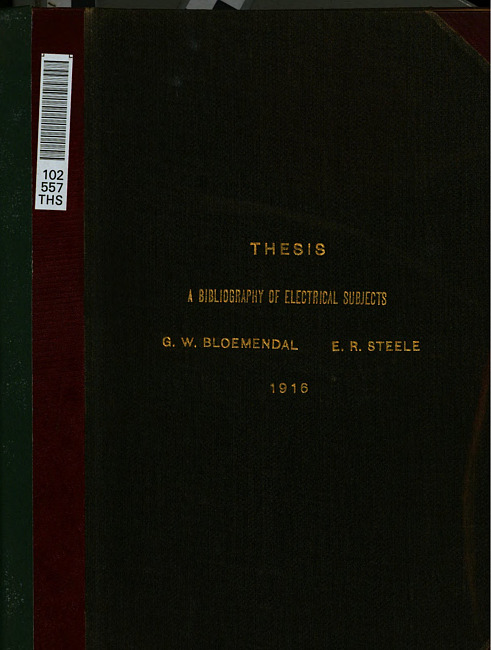 102
557
THS
THESIS
A BIBLIOGRAPHY OF ELECTRICAL SUBJECTS
G. W. BLOEMENDAL E. R. STEELE
1916